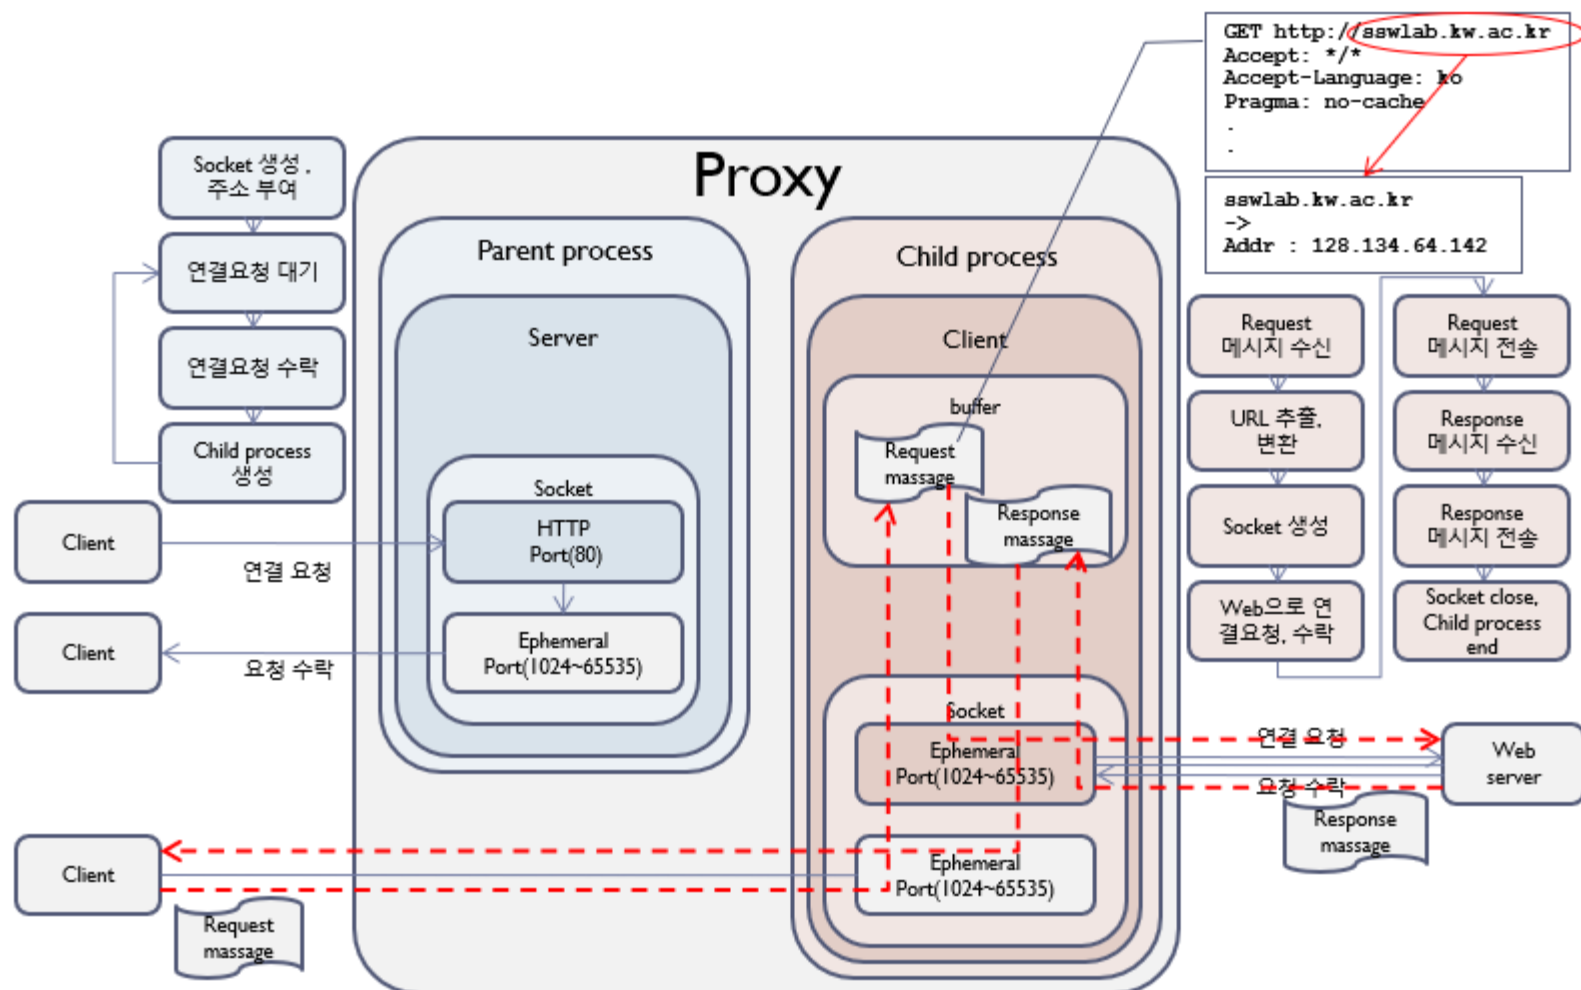 GET http://sswlab.kw.ac.kr
Accept: */*
Accept-Language: ko
Pragma: no-cache
.
.
sswlab.kw.ac.kr
->
Addr : 128.134.64.142
Proxy
Socket 생성 ,
주소 부여
연결요청 대기
연결요청 수락
Child process
생성
Parent process
Server
Socket
HTTP
Port(80)
Ephemeral
Port(1024~65535)
Client
연결 요청
Client
요청 수락
Client
Request
massage
Child process
Client
buffer
Request
massage
Response
massage
Socket
Ephemeral
Port(1024~65535)
Ephemeral
Port(1024~65535)
Request
메시지 수신
URL 추출,
변환
Socket 생성
Web으로 연
결요청, 수락
Request
메시지 전송
Response
메시지 수신
Response
메시지 전송
Socket close,
Child process
end
연결 요청
요청 수락
Web
server
Response
massage